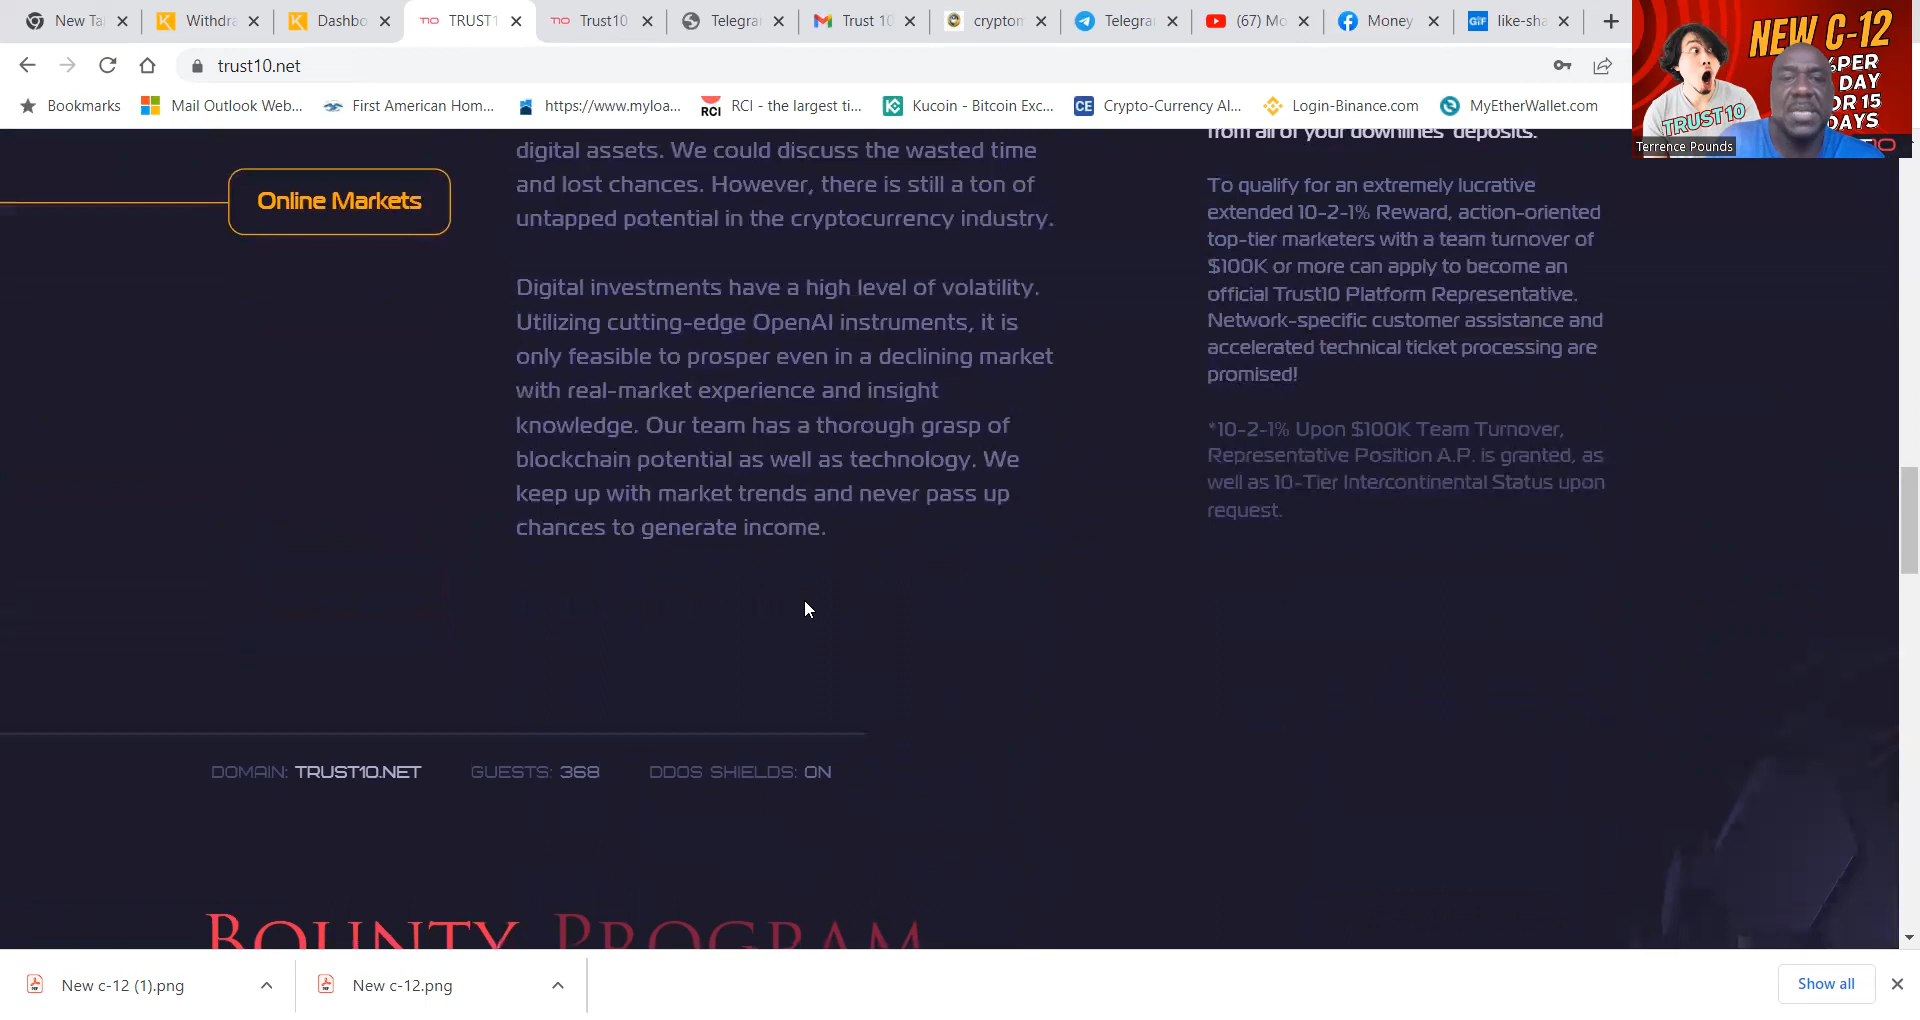 New Ta
Withdra
Dashbo
TRUST1
Trust10
Telegra
Trust 10
crypton
Telegra
(67) Mo
Money
like-sha
trust10.net
Bookmarks
Mail Outlook Web...
First American Hom...
https://www.myloa...
RCI - the largest ti...
Kucoin - Bitcoin Exc...
Crypto-Currency Al...
Login-Binance.com
MyEtherWallet.com
NEW C-12
%PER
DAY
OR 15
DAYS
TRUST10
Terrence Pounds
Online Markets
digital assets. We could discuss the wasted time
and lost chances. However, there is still a ton of
untapped potential in the cryptocurrency industry.
Digital investments have a high level of volatility.
Utilizing cutting-edge OpenAI instruments, it is
only feasible to prosper even in a declining market
with real-market experience and insight
knowledge. Our team has a thorough grasp of
blockchain potential as well as technology. We
keep up with market trends and never pass up
chances to generate income.
from all of your downlines' deposits.
To qualify for an extremely lucrative
extended 10-2-1% Reward, action-oriented
top-tier marketers with a team turnover of
$100K or more can apply to become an
official Trust10 Platform Representative.
Network-specific customer assistance and
accelerated technical ticket processing are
promised!
*10-2-1% Upon $100K Team Turnover,
Representative Position A.P. is granted, as
well as 10-Tier Intercontinental Status upon
request.
DOMAIN: TRUST10.NET
GUESTS: 368
DDOS SHIELDS: ON
BOUNTY PROGRAM
New c-12 (1).png
New c-12.png
Show all